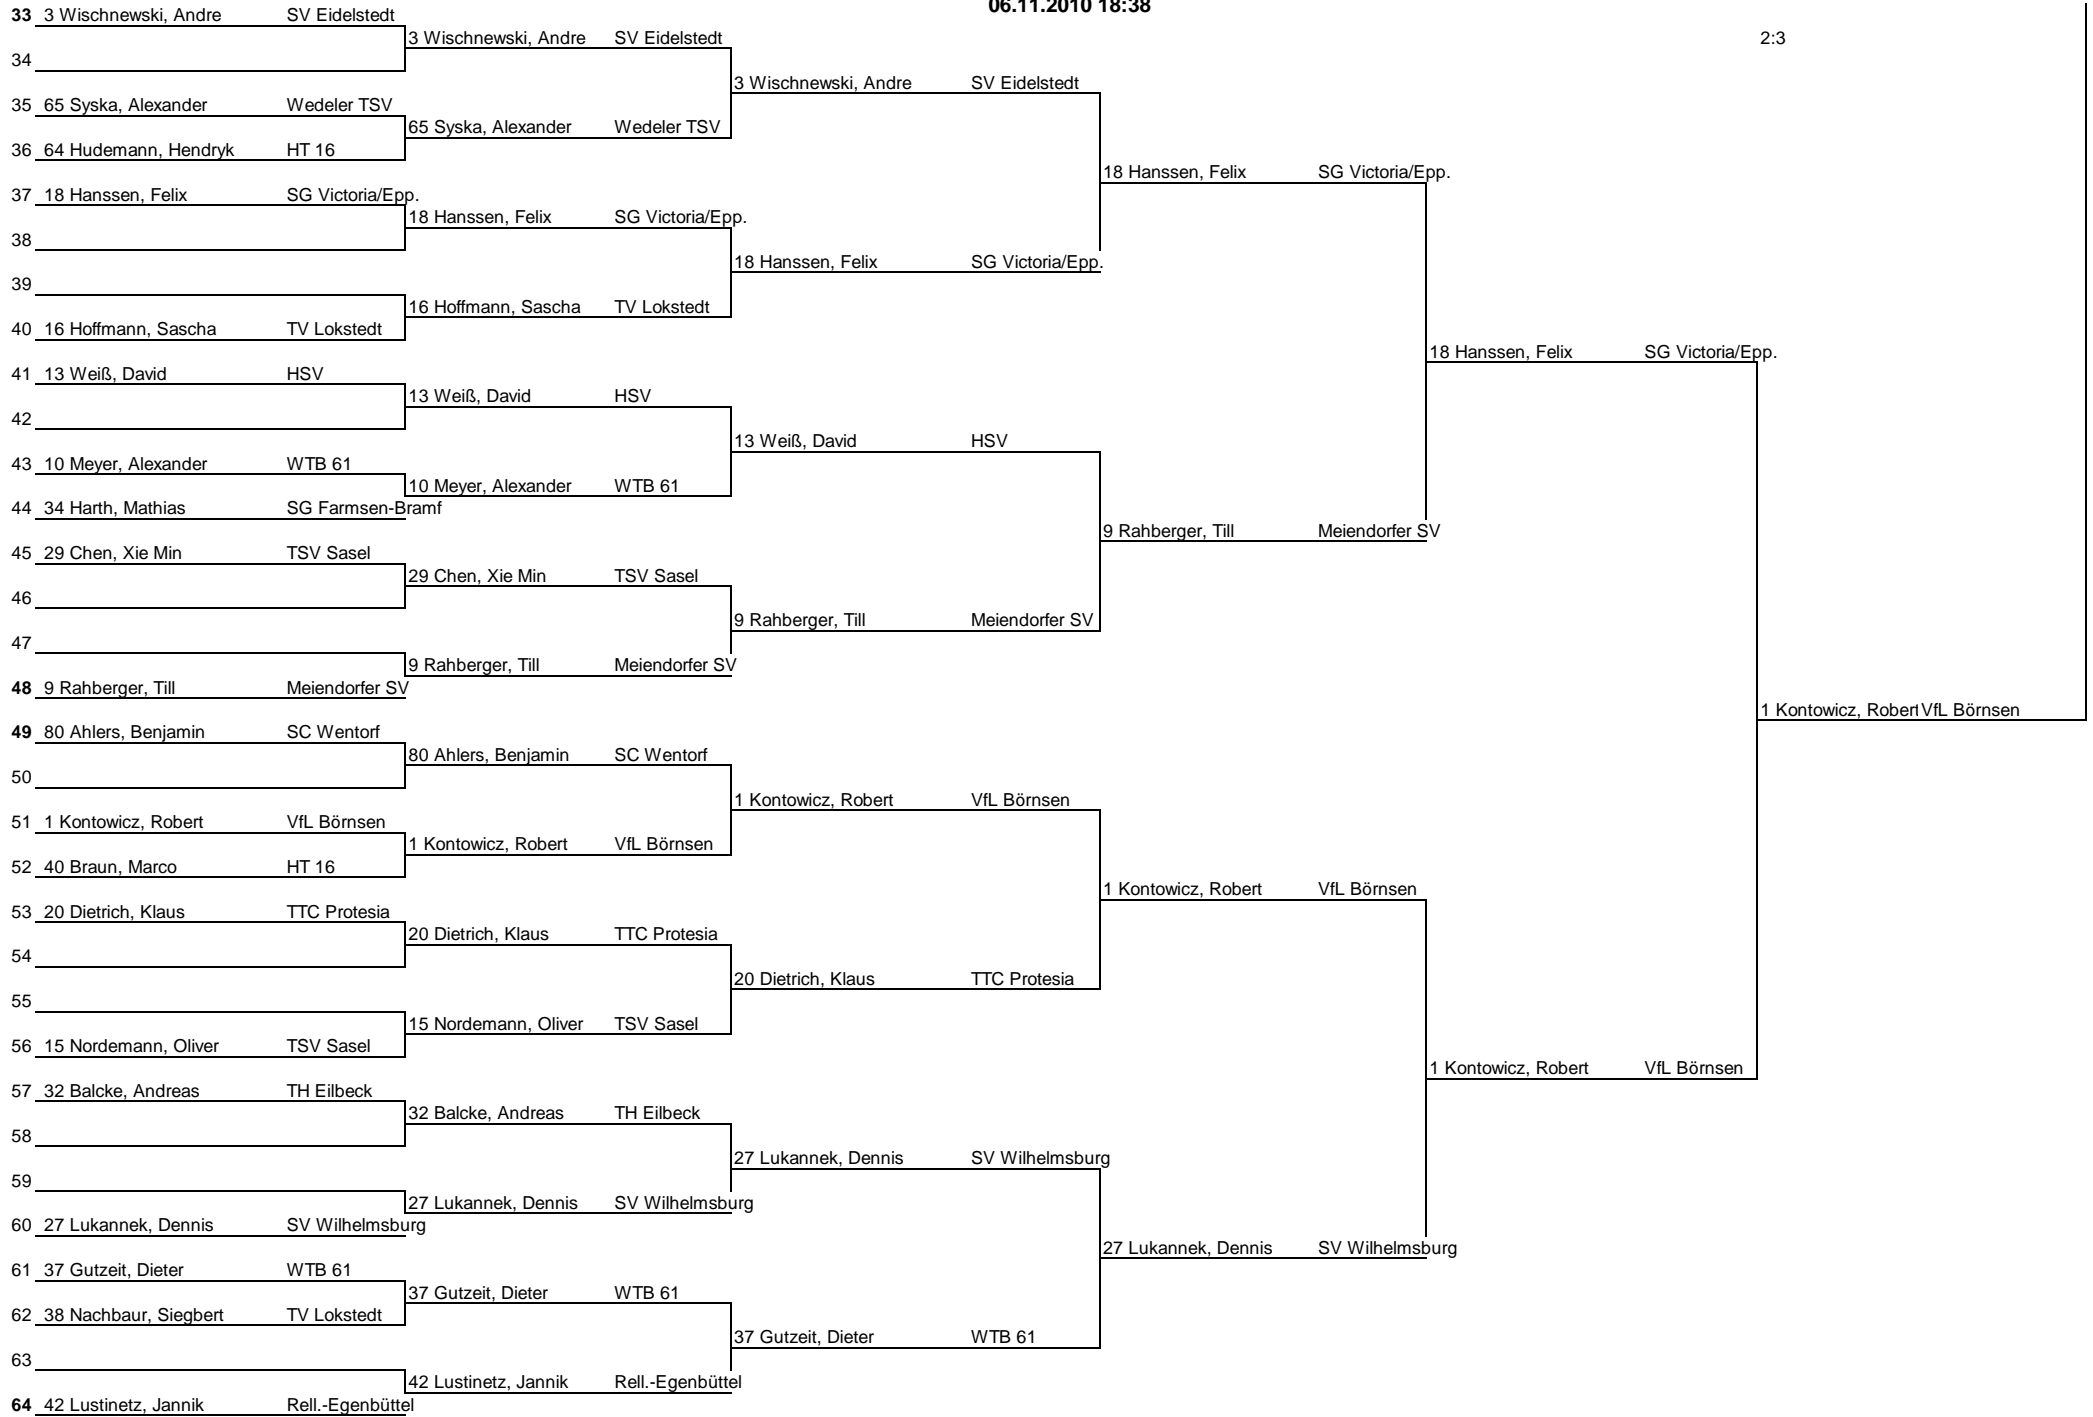 06.11.2010 18:38
33 3 Wischnewski, Andre SV Eidelstedt
3 Wischnewski, Andre SV Eidelstedt 2:3
34
3 Wischnewski, Andre SV Eidelstedt
35 65 Syska, Alexander Wedeler TSV
65 Syska, Alexander Wedeler TSV
36 64 Hudemann, Hendryk HT 16
18 Hanssen, Felix SG Victoria/Epp.
37 18 Hanssen, Felix SG Victoria/Epp.
18 Hanssen, Felix SG Victoria/Epp.
38
18 Hanssen, Felix SG Victoria/Epp.
39
16 Hoffmann, Sascha TV Lokstedt
40 16 Hoffmann, Sascha TV Lokstedt
18 Hanssen, Felix SG Victoria/Epp.
41 13 Weiß, David HSV
13 Weiß, David HSV
42
13 Weiß, David HSV
43 10 Meyer, Alexander WTB 61
10 Meyer, Alexander WTB 61
44 34 Harth, Mathias SG Farmsen-Bramf
9 Rahberger, Till Meiendorfer SV
45 29 Chen, Xie Min TSV Sasel
29 Chen, Xie Min TSV Sasel
46
9 Rahberger, Till Meiendorfer SV
47
9 Rahberger, Till Meiendorfer SV
48 9 Rahberger, Till Meiendorfer SV
1 Kontowicz, Robert VfL Börnsen
49 80 Ahlers, Benjamin SC Wentorf
80 Ahlers, Benjamin SC Wentorf
50
1 Kontowicz, Robert VfL Börnsen
51 1 Kontowicz, Robert VfL Börnsen
1 Kontowicz, Robert VfL Börnsen
52 40 Braun, Marco HT 16
1 Kontowicz, Robert VfL Börnsen
53 20 Dietrich, Klaus TTC Protesia
20 Dietrich, Klaus TTC Protesia
54
20 Dietrich, Klaus TTC Protesia
55
15 Nordemann, Oliver TSV Sasel
56 15 Nordemann, Oliver TSV Sasel
1 Kontowicz, Robert VfL Börnsen
57 32 Balcke, Andreas TH Eilbeck
32 Balcke, Andreas TH Eilbeck
58
27 Lukannek, Dennis SV Wilhelmsburg
59
27 Lukannek, Dennis SV Wilhelmsburg
60 27 Lukannek, Dennis SV Wilhelmsburg
27 Lukannek, Dennis SV Wilhelmsburg
61 37 Gutzeit, Dieter WTB 61
37 Gutzeit, Dieter WTB 61
62 38 Nachbaur, Siegbert TV Lokstedt
37 Gutzeit, Dieter WTB 61
63
42 Lustinetz, Jannik Rell.-Egenbüttel
64 42 Lustinetz, Jannik Rell.-Egenbüttel